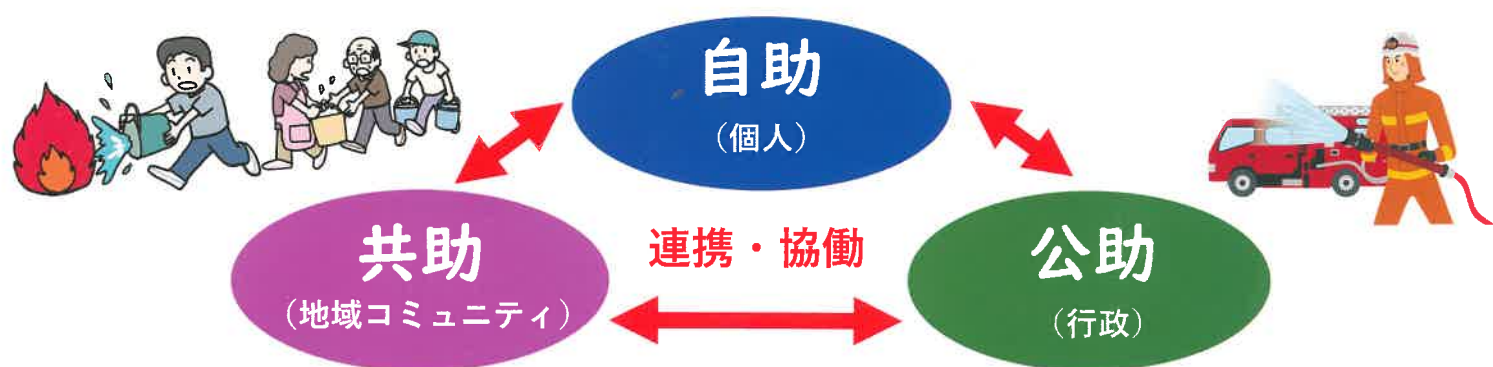 自助
（個人）
共助
（地域コミュニティ）
連携・協働
公助
（行政）